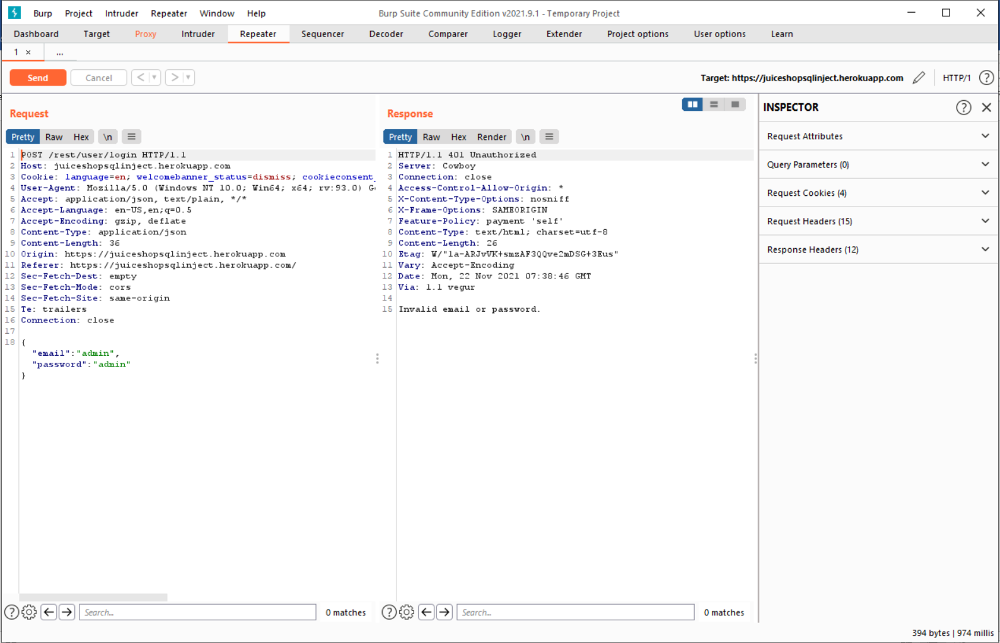 Burp Project Intruder Repeater Window Help Burp Suite Community Edition v2021.9.1 - Temporary Project
Dashboard Target Proxy Intruder Repeater Sequencer Decoder Comparer Logger Extender Project options User options Learn
1 × ...
Send Cancel < > Target: https://juiceshopsqlinject.herokuapp.com HTTP/1 ?
Request
Pretty Raw Hex \n
1 POST /rest/user/login HTTP/1.1
2 Host: juiceshopsqlinject.herokuapp.com
3 Cookie: language=en; welcomebanner_status=dismiss; cookieconsent_
4 User-Agent: Mozilla/5.0 (Windows NT 10.0; Win64; x64; rv:93.0) Ge
5 Accept: application/json, text/plain, */*
6 Accept-Language: en-US,en;q=0.5
7 Accept-Encoding: gzip, deflate
8 Content-Type: application/json
9 Content-Length: 36
10 Origin: https://juiceshopsqlinject.herokuapp.com
11 Referer: https://juiceshopsqlinject.herokuapp.com/
12 Sec-Fetch-Dest: empty
13 Sec-Fetch-Mode: cors
14 Sec-Fetch-Site: same-origin
15 Te: trailers
16 Connection: close
17
18 {
"email":"admin",
"password":"admin"
}
? Search... 0 matches
Response
Pretty Raw Hex Render \n
1 HTTP/1.1 401 Unauthorized
2 Server: Cowboy
3 Connection: close
4 Access-Control-Allow-Origin: *
5 X-Content-Type-Options: nosniff
6 X-Frame-Options: SAMEORIGIN
7 Feature-Policy: payment 'self'
8 Content-Type: text/html; charset=utf-8
9 Content-Length: 26
10 Etag: W/"1a-ARJvVK+smzAF3QQve2mDSG+3Eus"
11 Vary: Accept-Encoding
12 Date: Mon, 22 Nov 2021 07:38:46 GMT
13 Via: 1.1 vegur
14
15 Invalid email or password.
? Search... 0 matches
INSPECTOR ?
Request Attributes
Query Parameters (0)
Request Cookies (4)
Request Headers (15)
Response Headers (12)
394 bytes | 974 millis